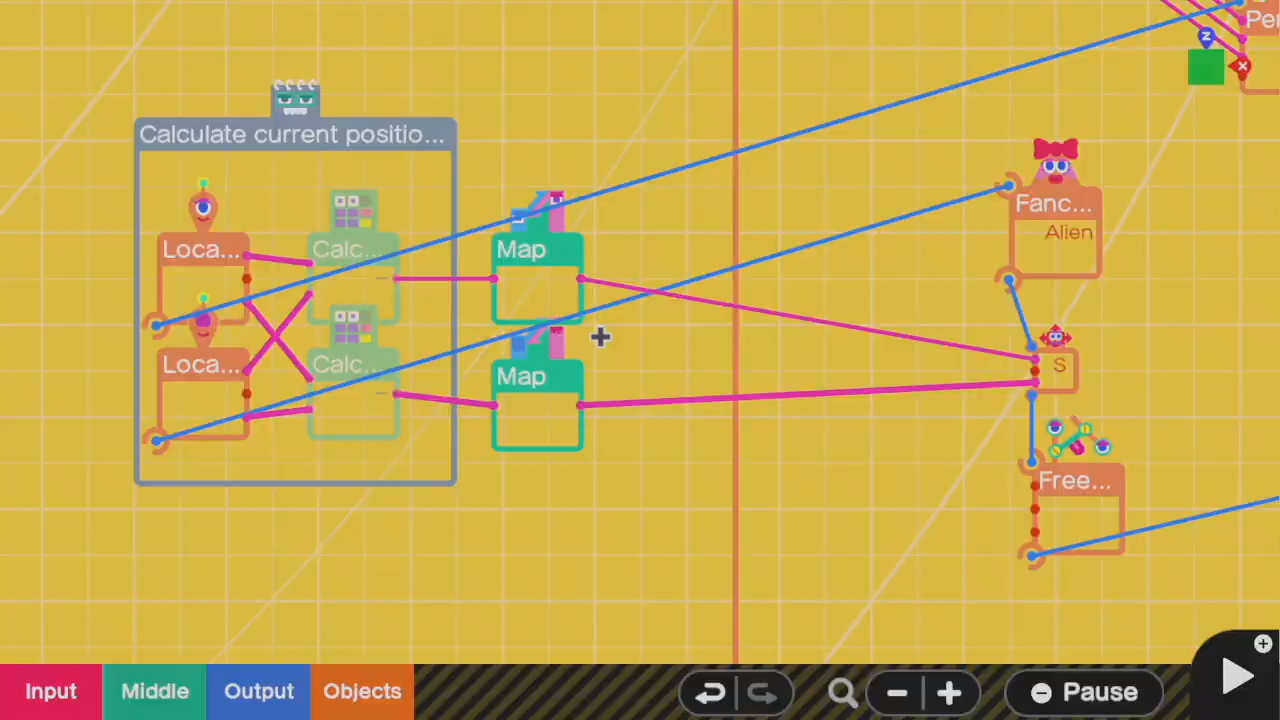 Per
z
Calculate current positio...
Fanc...
Alien
Loca...
Calc...
Map
Loca...
Calc...
Map
S
Free...
Input
Middle
Output
Objects
Pause